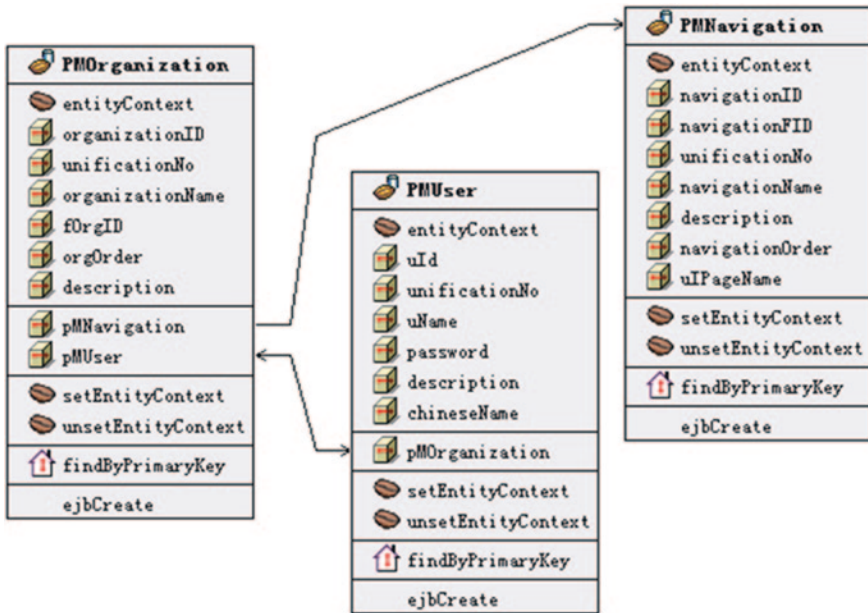 PMOrganization
entityContext
organizationID
unificationNo
organizationName
fOrgID
orgOrder
description
pMNavigation
pMUser
setEntityContext
unsetEntityContext
findByPrimaryKey
ejbCreate
PMUser
entityContext
uId
unificationNo
uName
password
description
chineseName
pMOrganization
setEntityContext
unsetEntityContext
findByPrimaryKey
ejbCreate
PMNavigation
entityContext
navigationID
navigationFID
unificationNo
navigationName
description
navigationOrder
uIPageName
setEntityContext
unsetEntityContext
findByPrimaryKey
ejbCreate